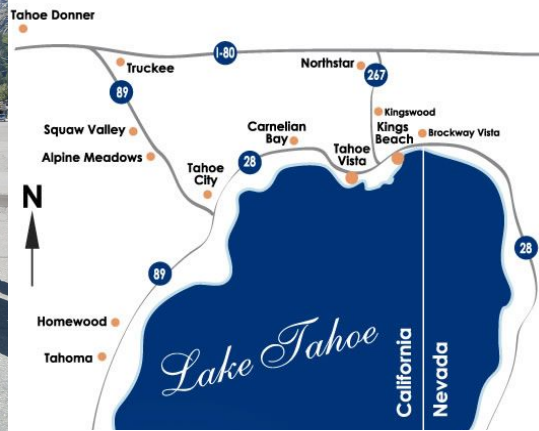 Tahoe Donner
I-80
Truckee
Northstar
267
89
Kingswood
Squaw Valley
Carnelian
Bay
Kings
Beach
Brockway Vista
Alpine Meadows
28
Tahoe
Vista
Tahoe
City
N
28
89
Homewood
Tahoma
Lake Tahoe
California
Nevada